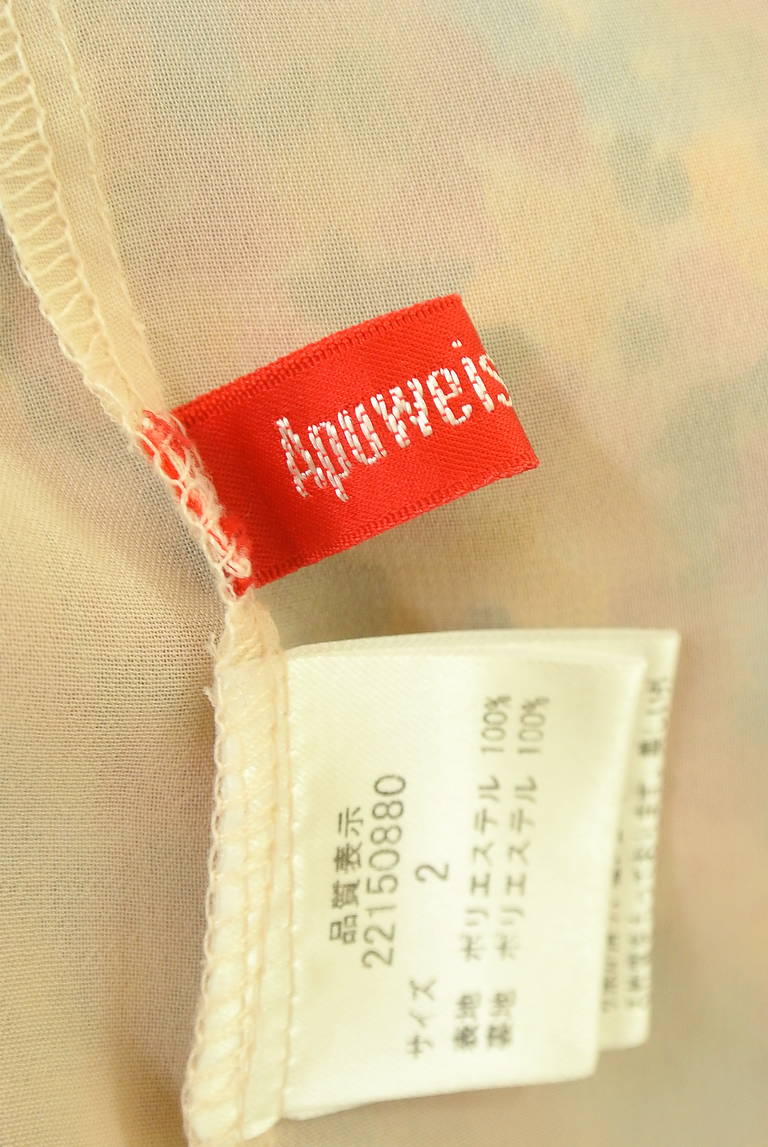 Apuweis
品質表示
22150880
サイズ 2
表地 ポリエステル 100%
裏地 ポリエステル 100%